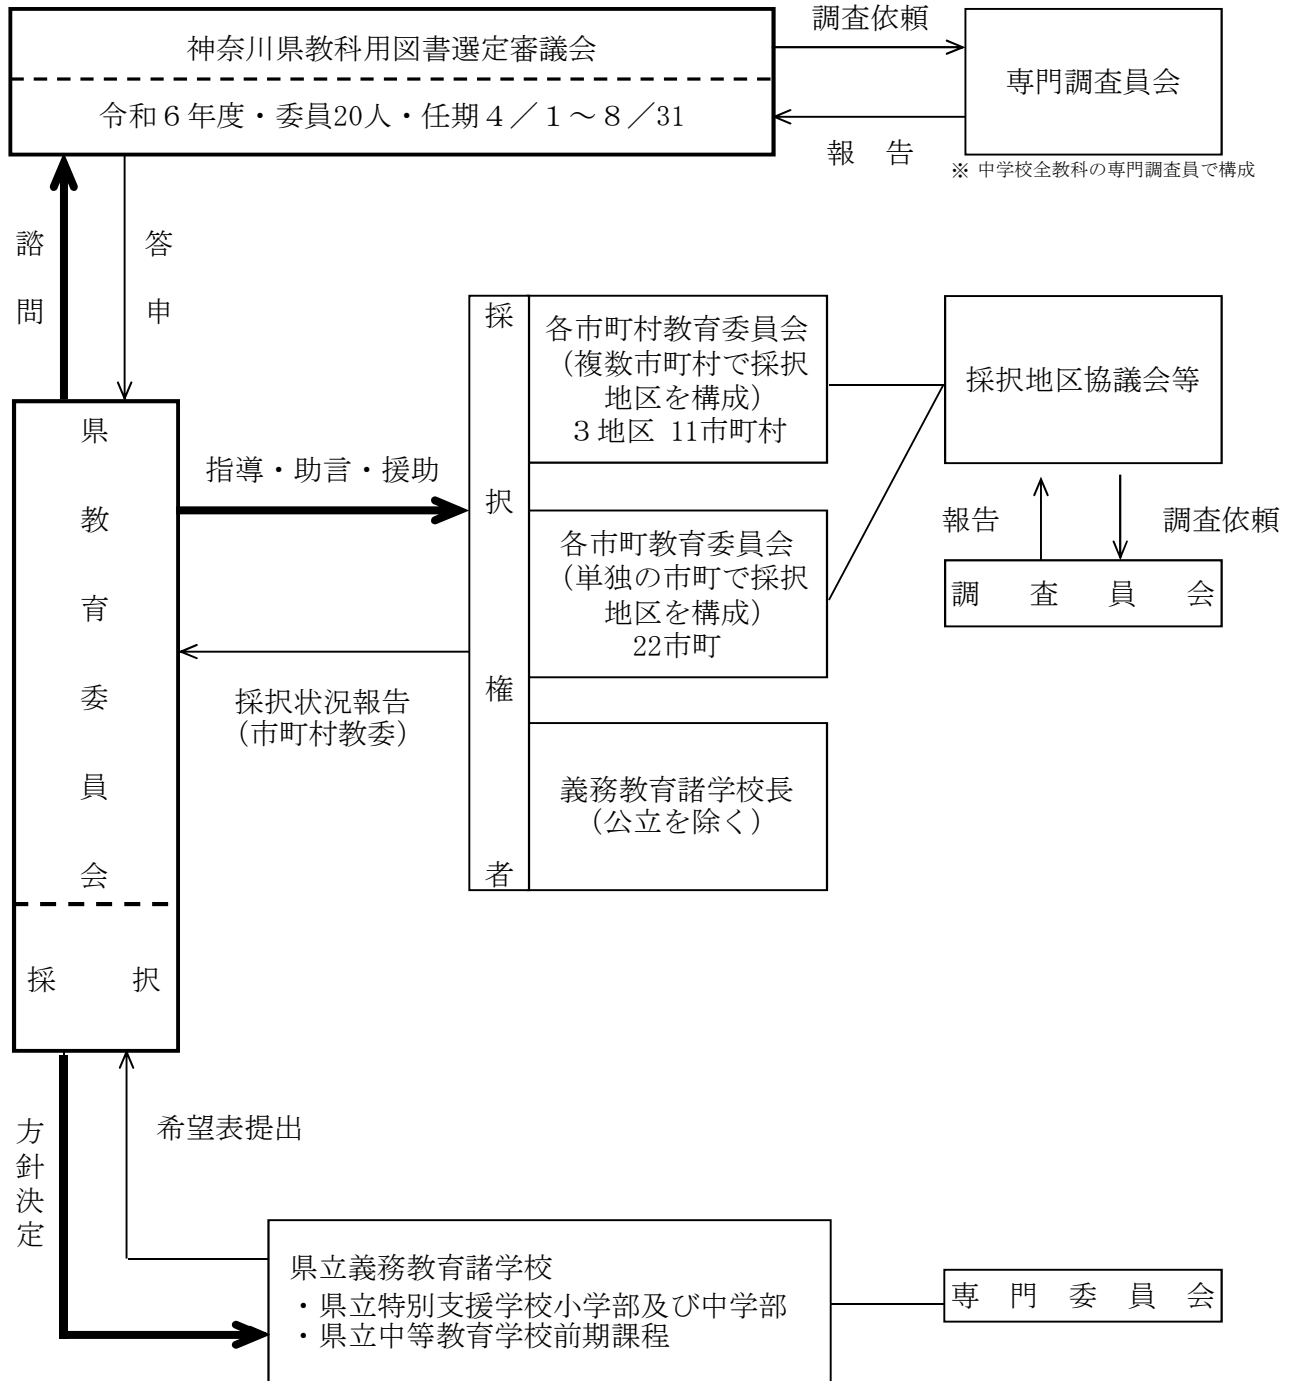 神奈川県教科用図書選定審議会
令和６年度・委員20人・任期４／１～８／31
調査依頼
報　告
専門調査員会
※ 中学校全教科の専門調査員で構成
諮問
答申
県教育委員会
採　択
指導・助言・援助
採択状況報告
（市町村教委）
採択権者
各市町村教育委員会
（複数市町村で採択
地区を構成）
３地区 11市町村
各市町教育委員会
（単独の市町で採択
地区を構成）
22市町
義務教育諸学校長
（公立を除く）
採択地区協議会等
報告
調査依頼
調　査　員　会
方針決定
希望表提出
県立義務教育諸学校
・県立特別支援学校小学部及び中学部
・県立中等教育学校前期課程
専　門　委　員　会